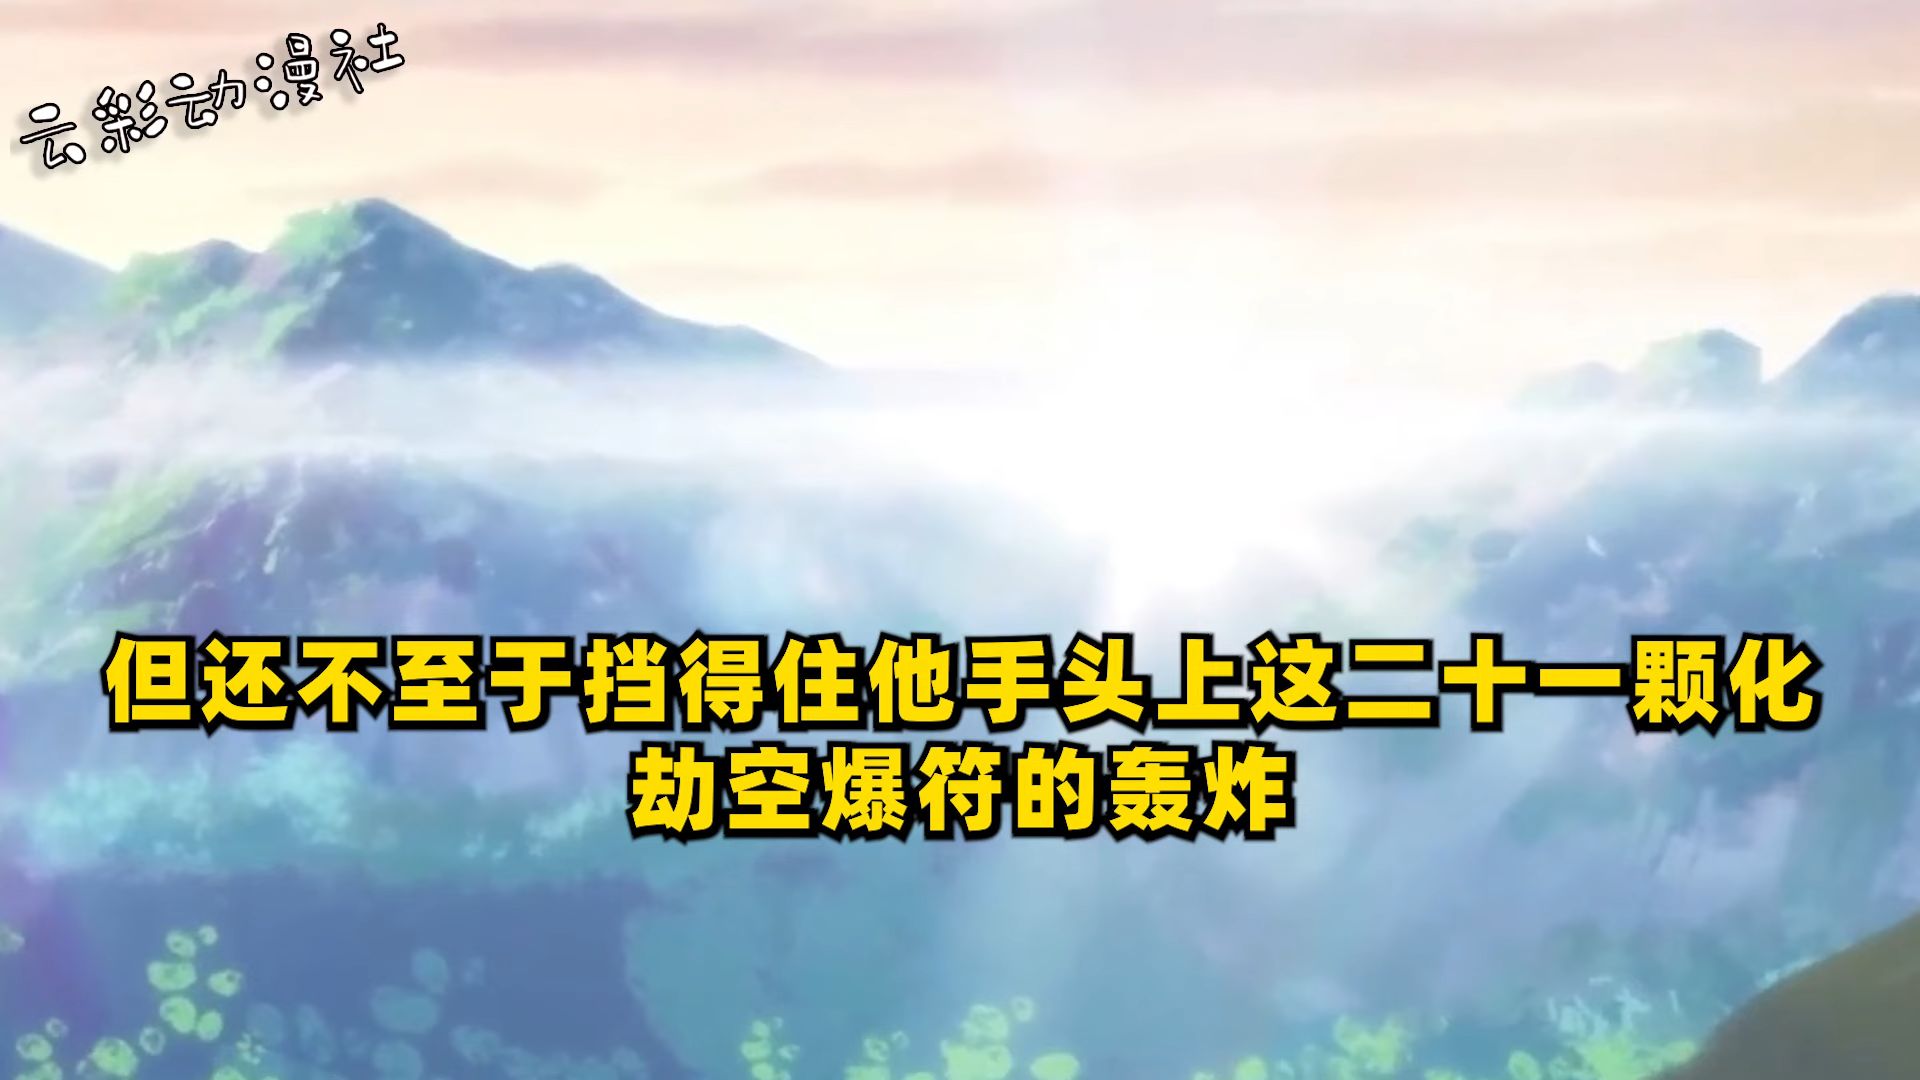 云彩动漫社
但还不至于挡得住他手头上这二十一颗化
劫空爆符的轰炸